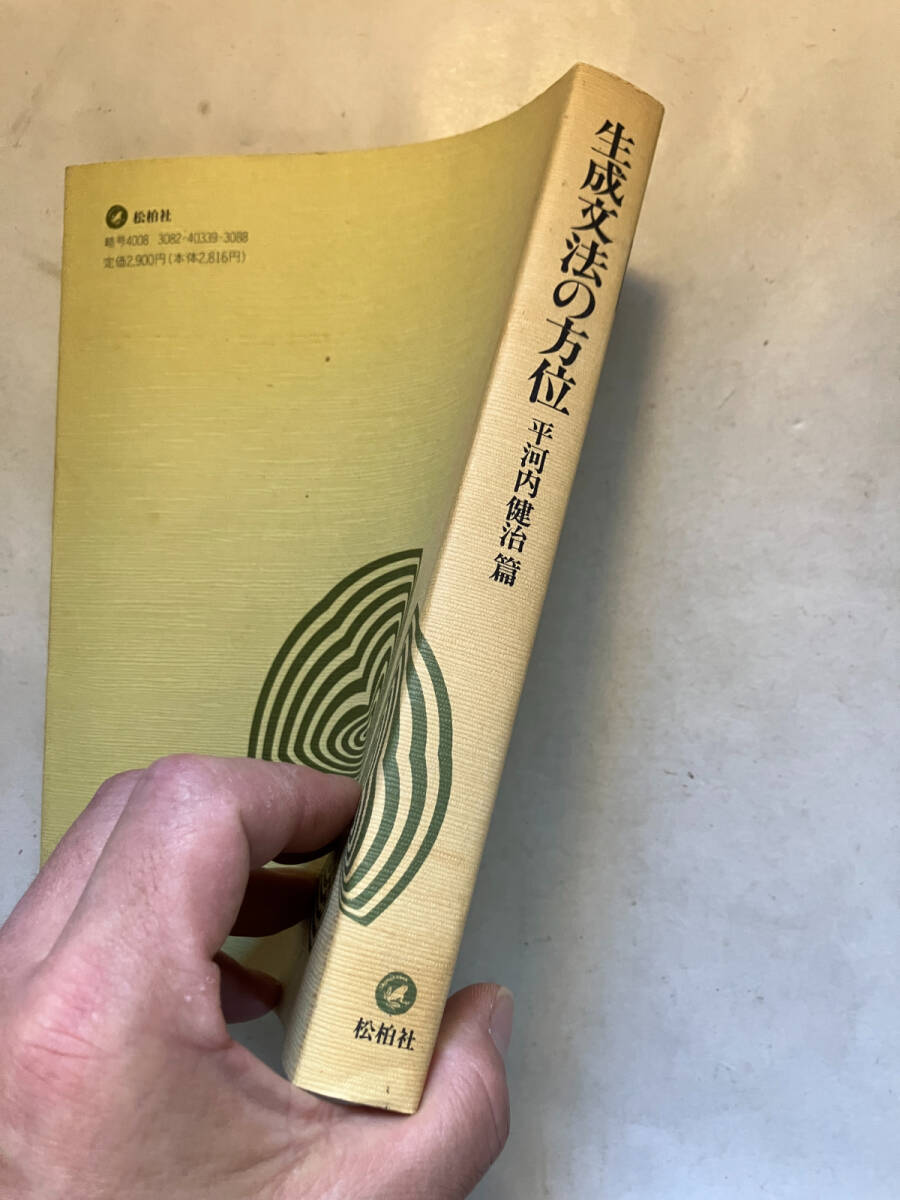 松柏社
略号4008 3082-40339-3088
定価2,900円(本体2,816円)
生成文法の方位
平河内健治 篇
松柏社